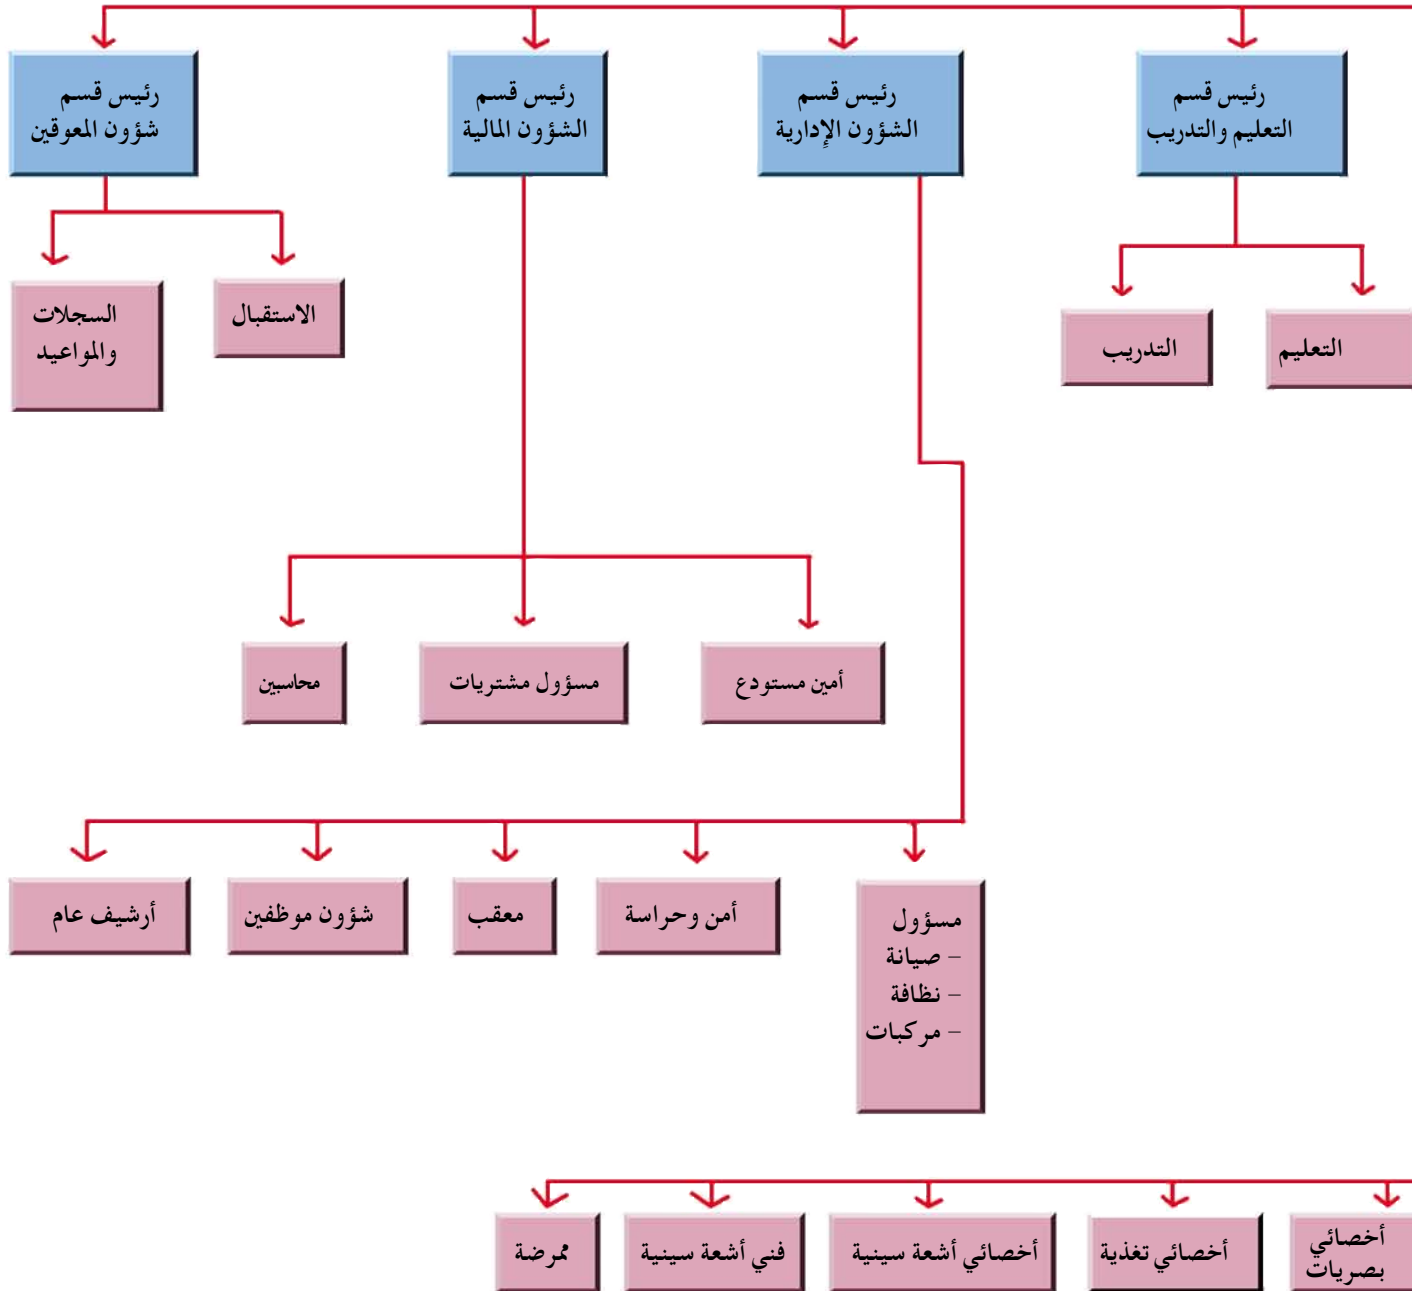 رئيس قسم
التعليم والتدريب
رئيس قسم
الشؤون الإدارية
رئيس قسم
الشؤون المالية
رئيس قسم
شؤون المعوقين
التعليم
التدريب
الاستقبال
السجلات
والمواعيد
أمين مستودع
مسؤول مشتريات
محاسبين
مسؤول
– صيانة
– نظافة
– مركبات
أمن وحراسة
معقب
شؤون موظفين
أرشيف عام
أخصائي
بصريات
أخصائي تغذية
أخصائي أشعة سينية
فني أشعة سينية
ممرضة